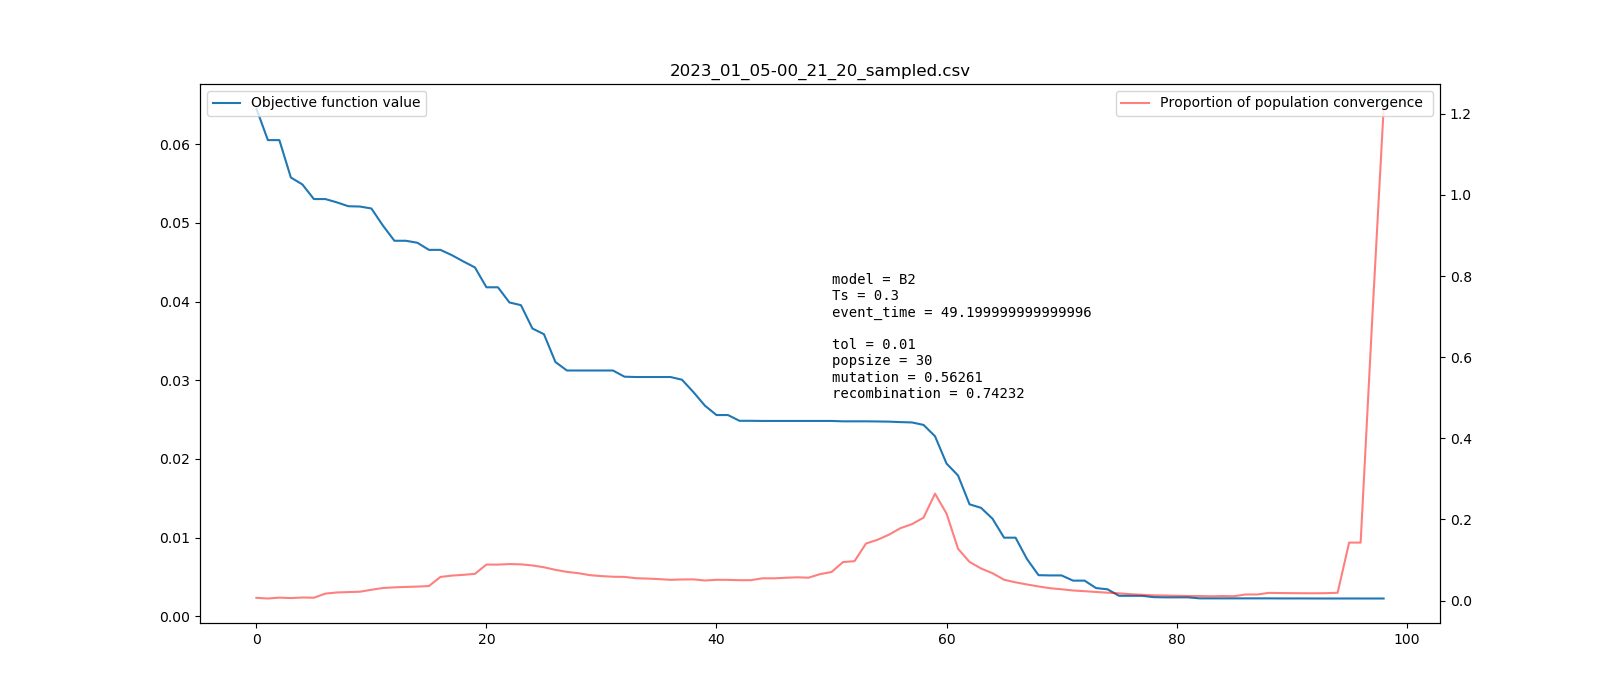 2023_01_05-00_21_20_sampled.csv
Objective function value
Proportion of population convergence
model = B2
Ts = 0.3
event_time = 49.199999999999996
tol = 0.01
popsize = 30
mutation = 0.56261
recombination = 0.74232
0.06
0.05
0.04
0.03
0.02
0.01
0.00
1.2
1.0
0.8
0.6
0.4
0.2
0.0
0
20
40
60
80
100